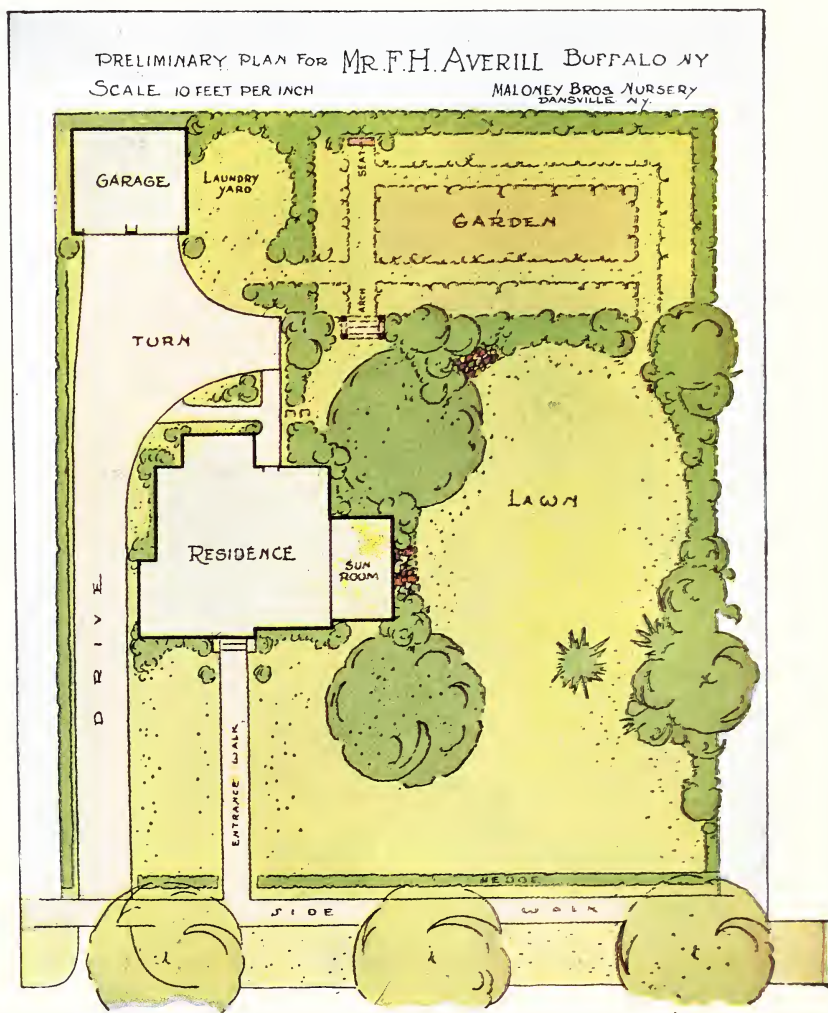 PRELIMINARY PLAN FOR MR. F.H. AVERILL BUFFALO NY
SCALE 10 FEET PER INCH
MALONEY BROS. NURSERY
DANSVILLE N.Y.
GARAGE
LAUNDRY
YARD
SEAT
GARDEN
ARCH
TURN
LAWN
RESIDENCE
SUN
ROOM
DRIVE
ENTRANCE WALK
HEDGE
SIDE WALK